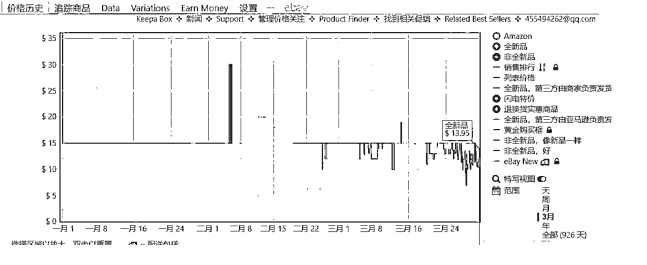 价格历史 追踪商品 Data Variations Earn Money 设置 ebay
Keepa Box ❖ 新闻 ❖ Support ❖ 管理价格关注 ❖ Product Finder ❖ 找到相关促销 ❖ Related Best Sellers ❖ 455494262@qq.com
$ 35
$ 30
$ 25
$ 20
$ 15
$ 10
$ 5
$ 0
一月 1 一月 8 一月 16 一月 24 二月 1 二月 8 二月 15 二月 22 三月 8 三月 16 三月 24
全新品
$ 13.95
Amazon
全新品
非全新品
销售排行
列表价格
全新品，第三方由商家负责发货
闪电特价
退换货实惠商品
全新品，第三方由亚马逊负责发
黄金购买框
非全新品，像新品一样
非全新品，好
eBay New
特写视图
范围
天
周
月
3月
年
全部 (926 天)